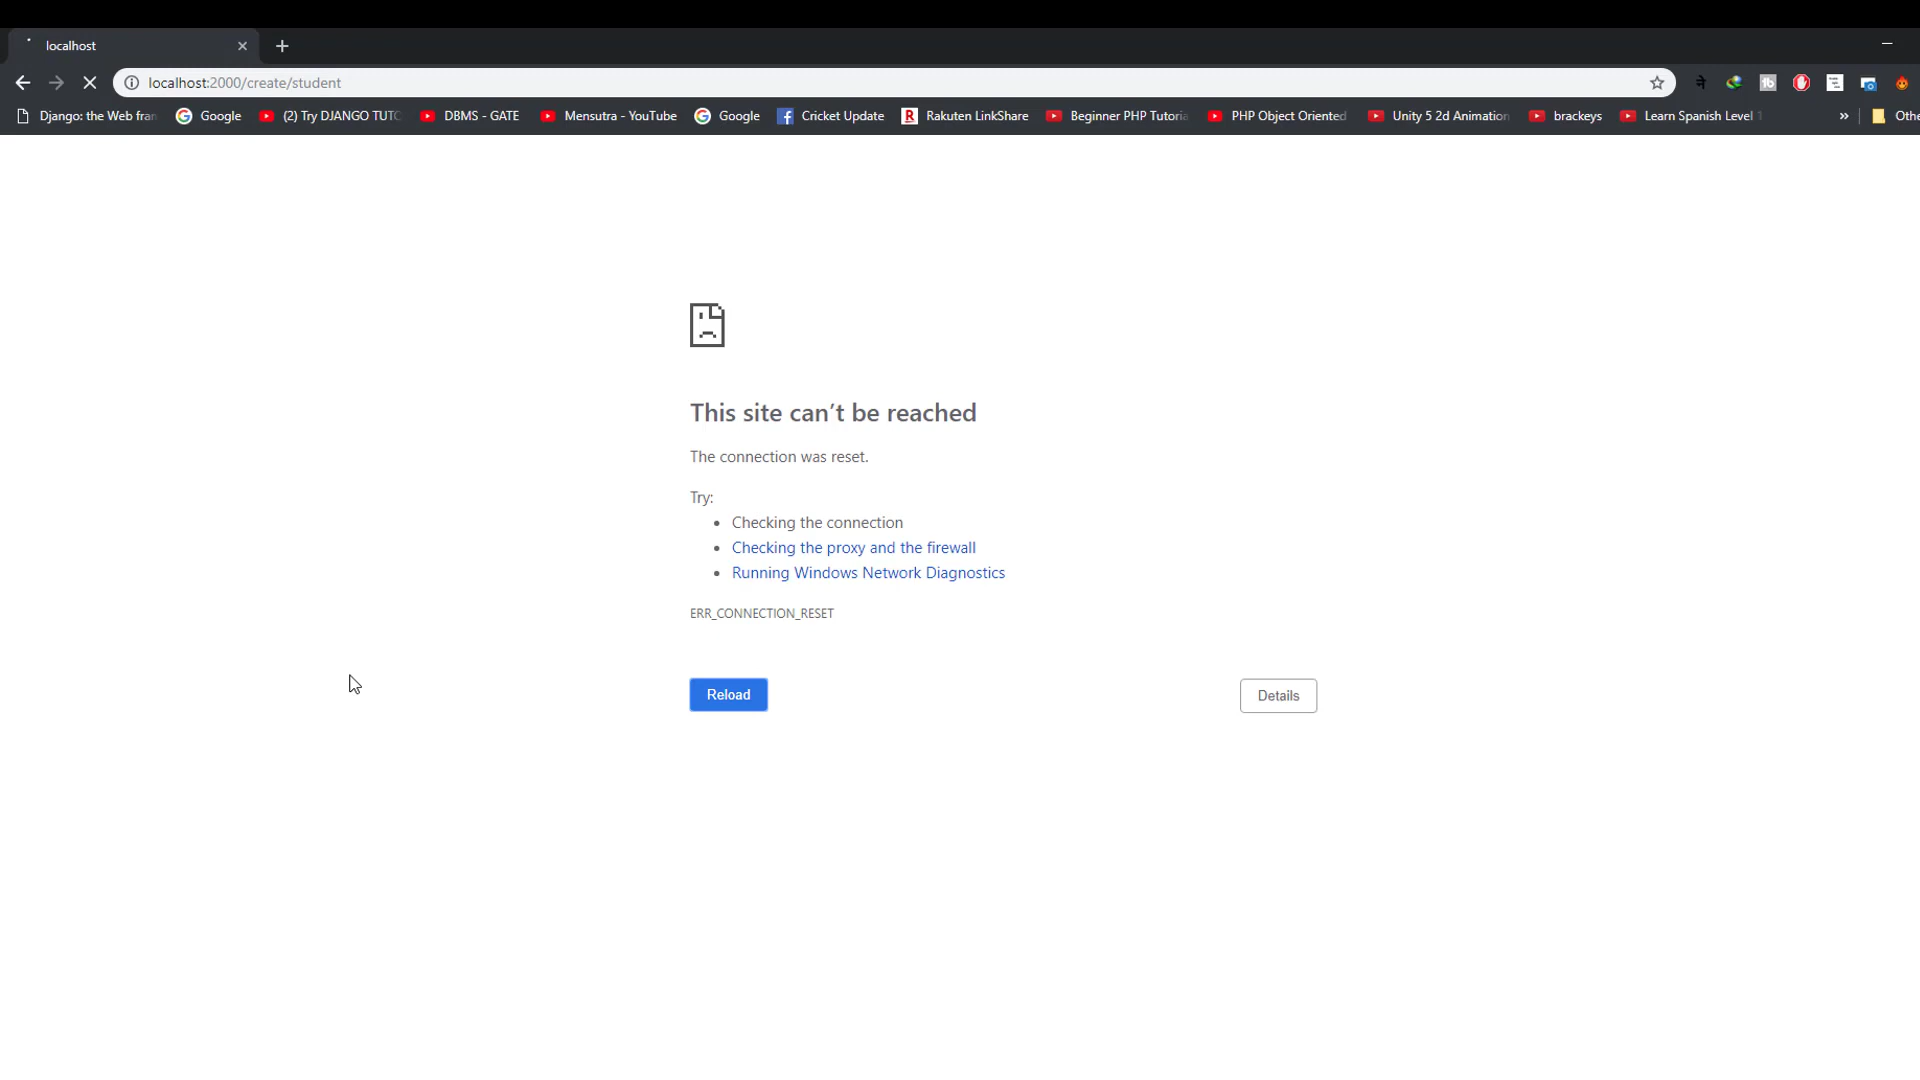 localhost
localhost:2000/create/student
Django: the Web fran
Google
(2) Try DJANGO TUTO
DBMS - GATE
Mensutra - YouTube
Google
Cricket Update
Rakuten LinkShare
Beginner PHP Tutoria
PHP Object Oriented
Unity 5 2d Animation
brackeys
Learn Spanish Level 1
»
Othe
This site can’t be reached
The connection was reset.
Try:
• Checking the connection
• Checking the proxy and the firewall
• Running Windows Network Diagnostics
ERR_CONNECTION_RESET
Reload
Details